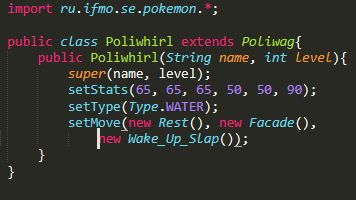 import ru.ifmo.se.pokemon.*;
public class Poliwhirl extends Poliwag{
public Poliwhirl(String name, int level){
super(name, level);
setStats(65, 65, 65, 50, 50, 90);
setType(Type.WATER);
setMove(new Rest(), new Facade(),
new Wake_Up_Slap());
}
}